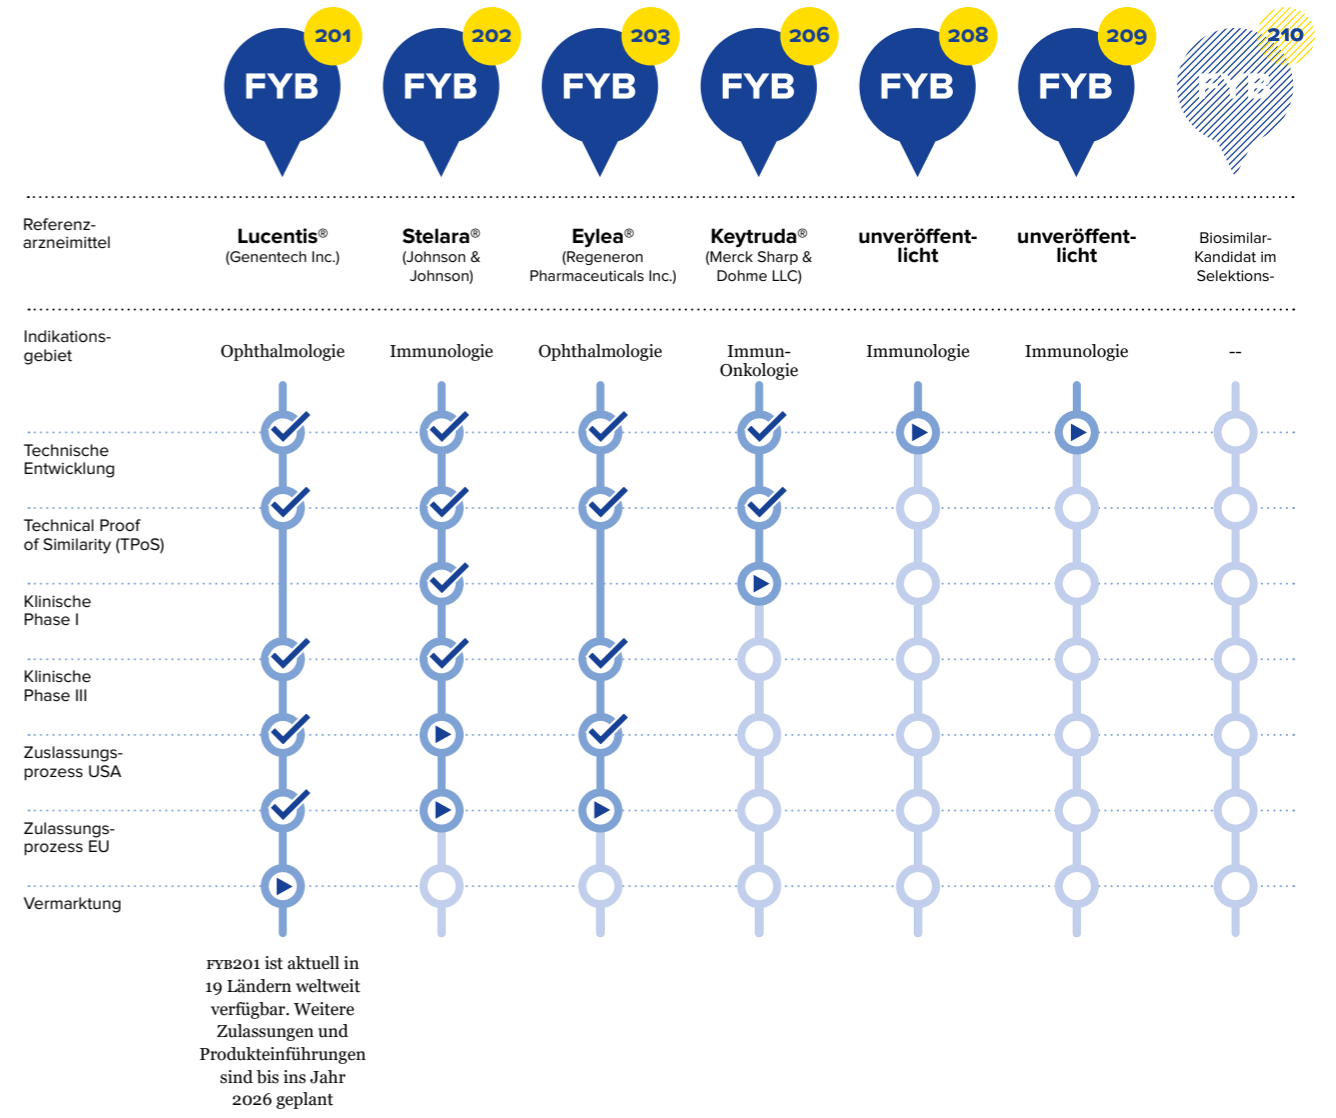 201
FYB
202
FYB
203
FYB
206
FYB
208
FYB
209
FYB
210
FYB
Referenz-
arzneimittel
Lucentis®
(Genentech Inc.)
Stelara®
(Johnson &
Johnson)
Eylea®
(Regeneron
Pharmaceuticals Inc.)
Keytruda®
(Merck Sharp &
Dohme LLC)
unveröffent-
licht
unveröffent-
licht
Biosimilar-
Kandidat im
Selektions-
Indikations-
gebiet
Ophthalmologie
Immunologie
Ophthalmologie
Immun-
Onkologie
Immunologie
Immunologie
--
Technische
Entwicklung
Technical Proof
of Similarity (TPoS)
Klinische
Phase I
Klinische
Phase III
Zuslassungs-
prozess USA
Zulassungs-
prozess EU
Vermarktung
FYB201 ist aktuell in
19 Ländern weltweit
verfügbar. Weitere
Zulassungen und
Produkteinführungen
sind bis ins Jahr
2026 geplant